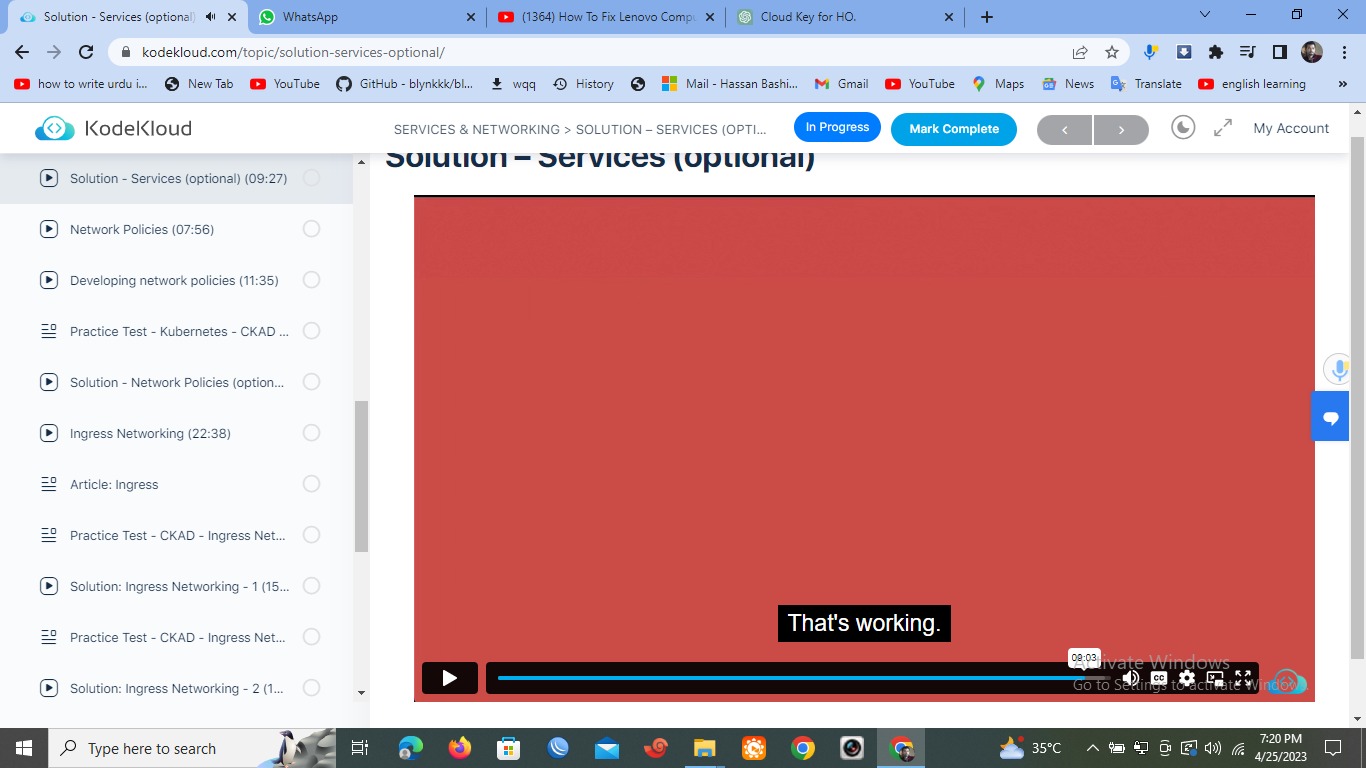 Solution - Services (optional)
WhatsApp
(1364) How To Fix Lenovo Compu
Cloud Key for HO.
kodekloud.com/topic/solution-services-optional/
how to write urdu i...
New Tab
YouTube
GitHub - blynkkk/bl...
wqq
History
Mail - Hassan Bashi...
Gmail
YouTube
Maps
News
Translate
english learning
»
KodeKloud
SERVICES & NETWORKING > SOLUTION – SERVICES (OPTI...
In Progress
Mark Complete
My Account
Solution – Services (optional)
Solution - Services (optional) (09:27)
Network Policies (07:56)
Developing network policies (11:35)
Practice Test - Kubernetes - CKAD ...
Solution - Network Policies (option...
Ingress Networking (22:38)
Article: Ingress
Practice Test - CKAD - Ingress Net...
Solution: Ingress Networking - 1 (15...
Practice Test - CKAD - Ingress Net...
Solution: Ingress Networking - 2 (1...
That's working.
09:03
CC
Activate Windows
Go to Settings to activate Windows.
Type here to search
35°C
7:20 PM
4/25/2023